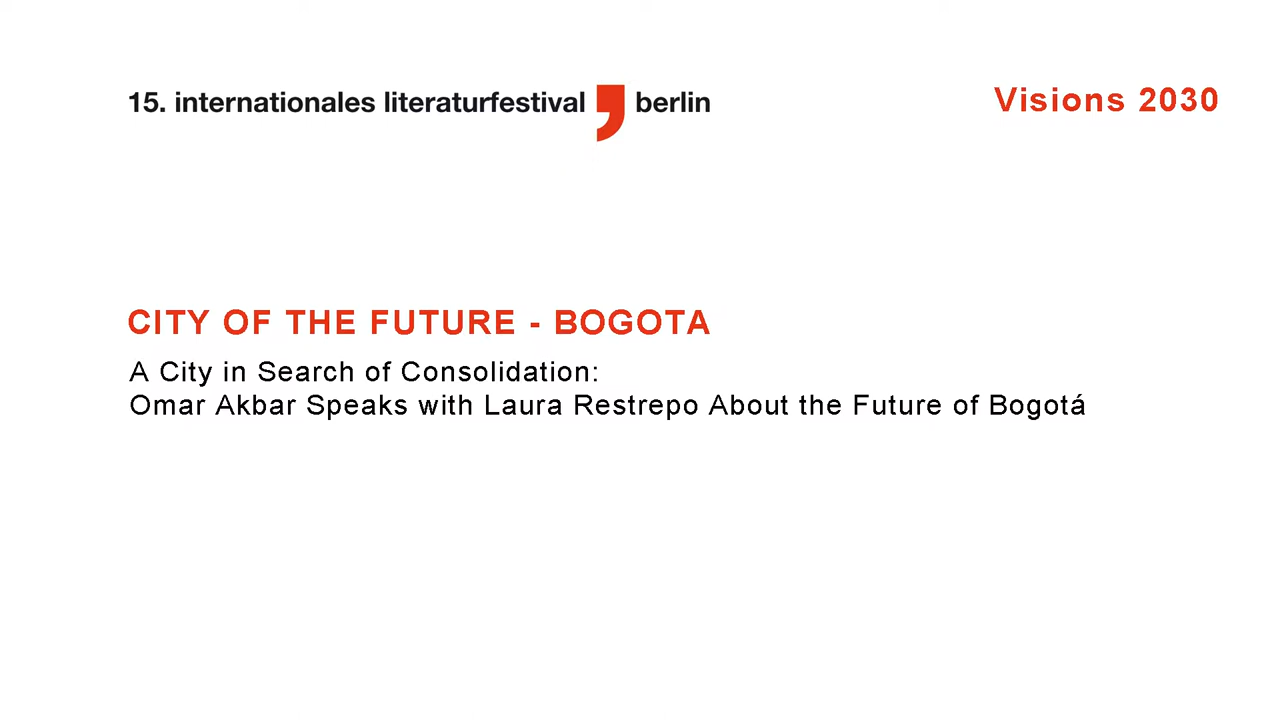 15. internationales literaturfestival berlin
Visions 2030
CITY OF THE FUTURE - BOGOTA
A City in Search of Consolidation:
Omar Akbar Speaks with Laura Restrepo About the Future of Bogotá